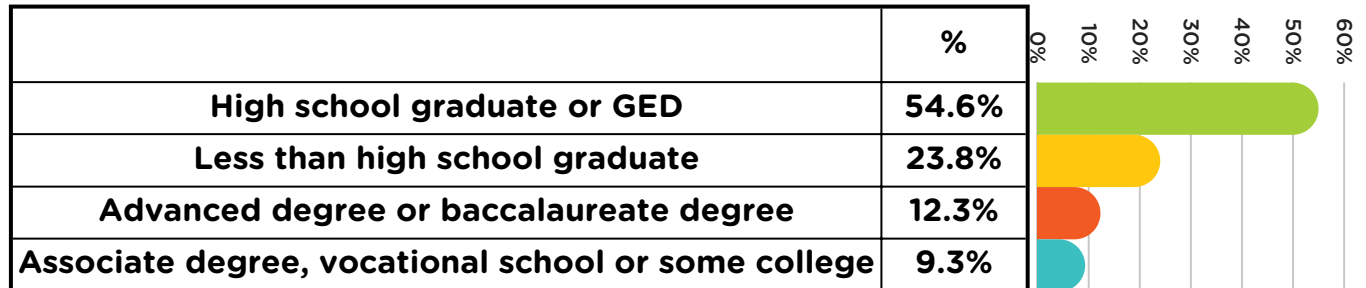 %
0% 10% 20% 30% 40% 50% 60%
High school graduate or GED 54.6%
Less than high school graduate 23.8%
Advanced degree or baccalaureate degree 12.3%
Associate degree, vocational school or some college 9.3%